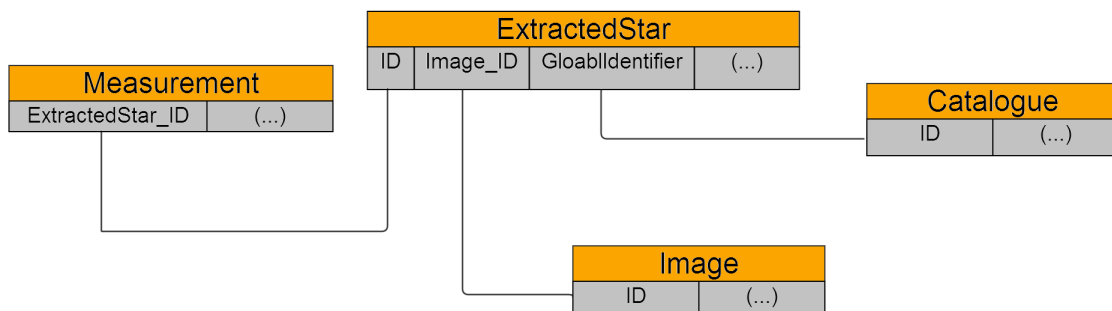 ExtractedStar
ID Image_ID GloablIdentifier (...)
Measurement
ExtractedStar_ID (...)
Catalogue
ID (...)
Image
ID (...)